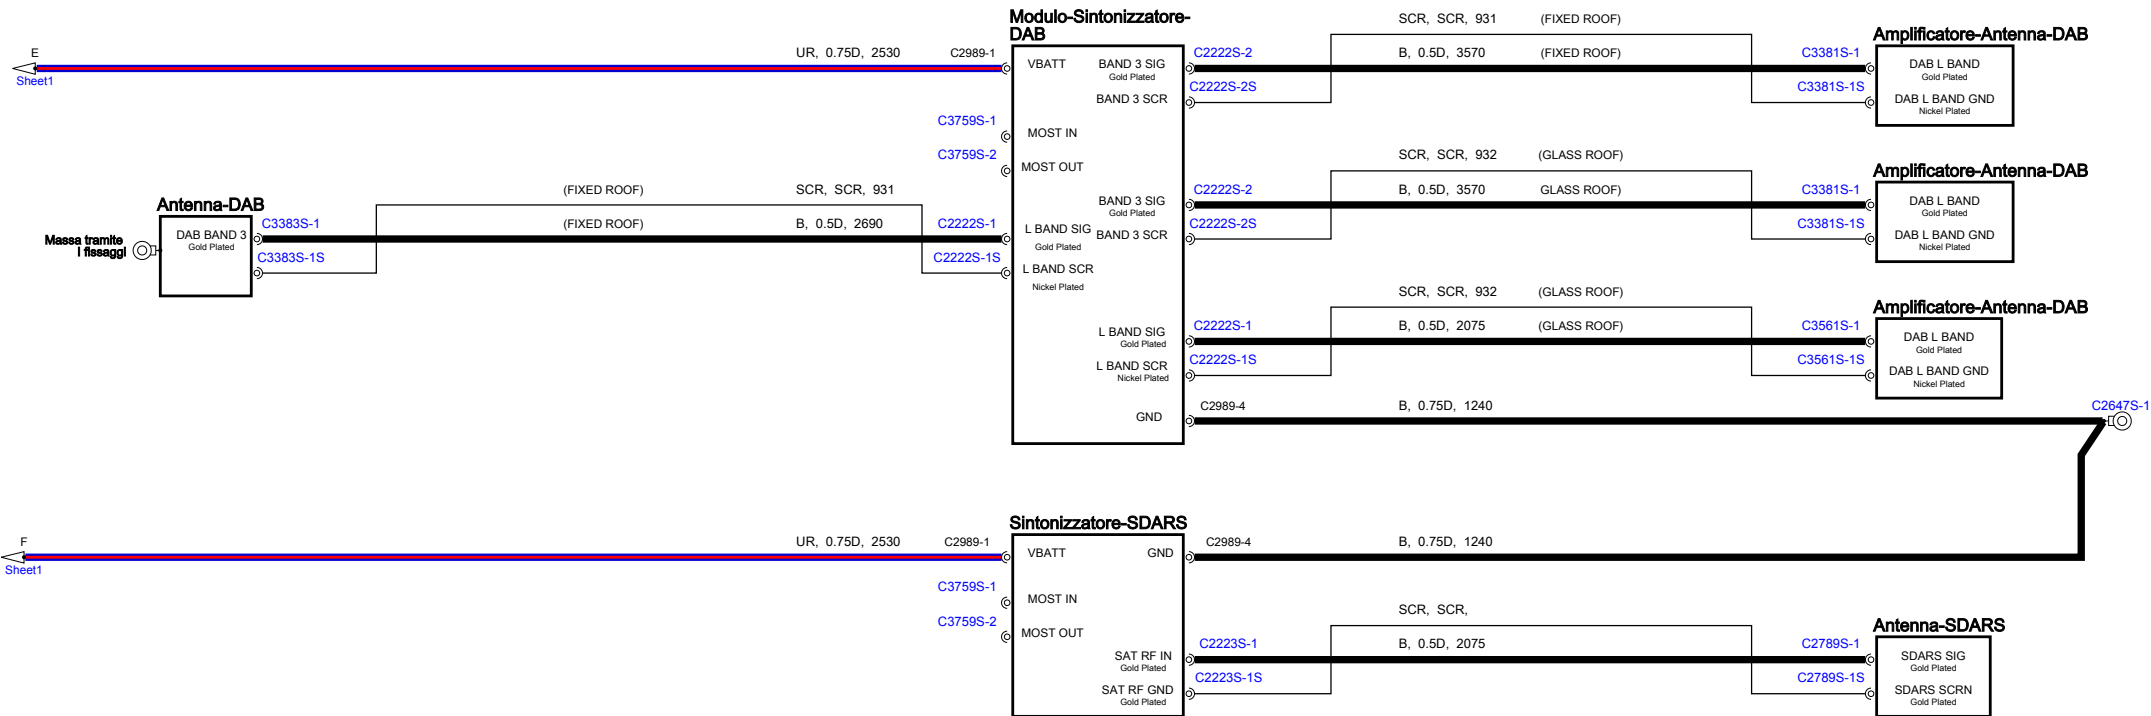 Modulo-Sintonizzatore-
DAB
SCR, SCR, 931 (FIXED ROOF)
Amplificatore-Antenna-DAB
E
Sheet1
UR, 0.75D, 2530
C2989-1
VBATT
BAND 3 SIG
Gold Plated
BAND 3 SCR
C2222S-2
C2222S-2S
B, 0.5D, 3570 (FIXED ROOF)
C3381S-1
C3381S-1S
DAB L BAND
Gold Plated
DAB L BAND GND
Nickel Plated
C3759S-1
MOST IN
C3759S-2
MOST OUT
SCR, SCR, 932 (GLASS ROOF)
Amplificatore-Antenna-DAB
BAND 3 SIG
Gold Plated
BAND 3 SCR
C2222S-2
C2222S-2S
B, 0.5D, 3570 GLASS ROOF)
C3381S-1
C3381S-1S
DAB L BAND
Gold Plated
DAB L BAND GND
Nickel Plated
Antenna-DAB
Massa tramite
i fissaggi
DAB BAND 3
Gold Plated
C3383S-1
C3383S-1S
(FIXED ROOF) SCR, SCR, 931
(FIXED ROOF) B, 0.5D, 2690
C2222S-1
C2222S-1S
L BAND SIG
Gold Plated
L BAND SCR
Nickel Plated
SCR, SCR, 932 (GLASS ROOF)
Amplificatore-Antenna-DAB
L BAND SIG
Gold Plated
L BAND SCR
Nickel Plated
C2222S-1
C2222S-1S
B, 0.5D, 2075 (GLASS ROOF)
C3561S-1
C3561S-1S
DAB L BAND
Gold Plated
DAB L BAND GND
Nickel Plated
GND
C2989-4
B, 0.75D, 1240
C2647S-1
Sintonizzatore-SDARS
F
Sheet1
UR, 0.75D, 2530
C2989-1
VBATT
GND
C2989-4
B, 0.75D, 1240
C3759S-1
MOST IN
C3759S-2
MOST OUT
SCR, SCR,
Antenna-SDARS
SAT RF IN
Gold Plated
SAT RF GND
Gold Plated
C2223S-1
C2223S-1S
B, 0.5D, 2075
C2789S-1
C2789S-1S
SDARS SIG
Gold Plated
SDARS SCRN
Gold Plated